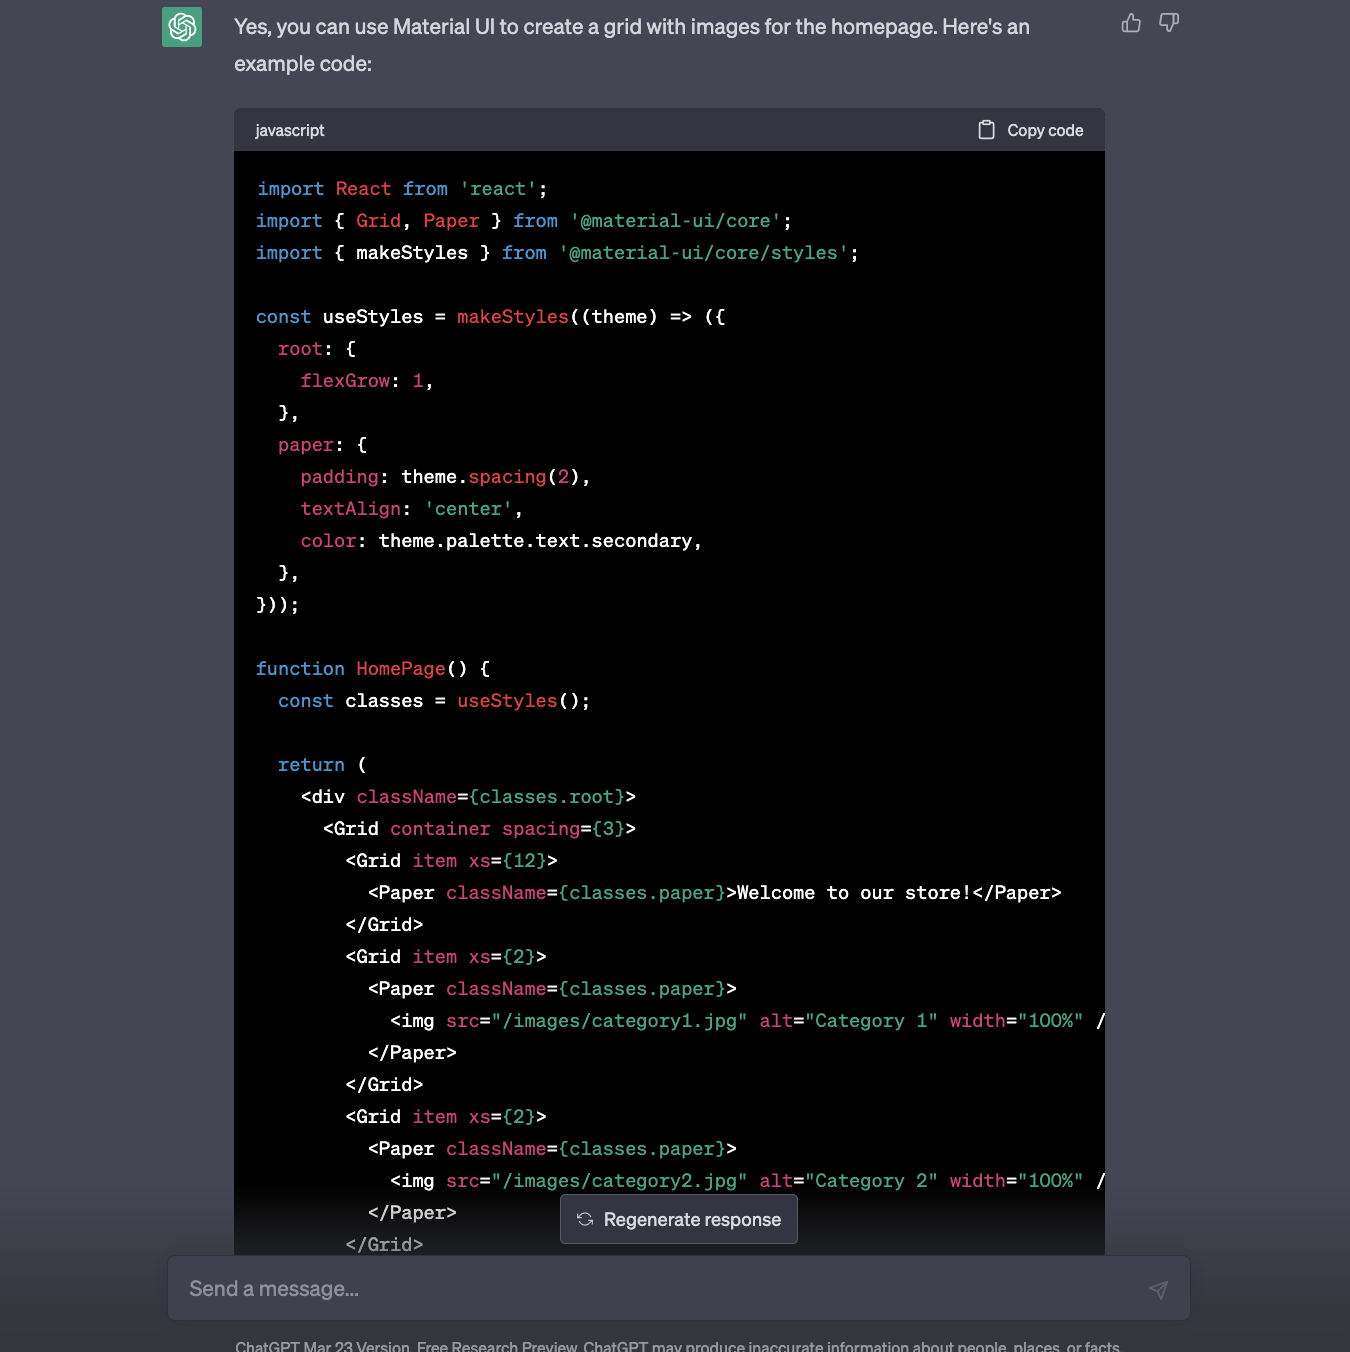 Yes, you can use Material UI to create a grid with images for the homepage. Here's an
example code:
javascript
Copy code
import React from 'react';
import { Grid, Paper } from '@material-ui/core';
import { makeStyles } from '@material-ui/core/styles';
const useStyles = makeStyles((theme) => ({
  root: {
    flexGrow: 1,
  },
  paper: {
    padding: theme.spacing(2),
    textAlign: 'center',
    color: theme.palette.text.secondary,
  },
}));
function HomePage() {
  const classes = useStyles();
  return (
    <div className={classes.root}>
      <Grid container spacing={3}>
        <Grid item xs={12}>
          <Paper className={classes.paper}>Welcome to our store!</Paper>
        </Grid>
        <Grid item xs={2}>
          <Paper className={classes.paper}>
            <img src="/images/category1.jpg" alt="Category 1" width="100%" /
          </Paper>
        </Grid>
        <Grid item xs={2}>
          <Paper className={classes.paper}>
            <img src="/images/category2.jpg" alt="Category 2" width="100%" /
          </Paper>
        </Grid>
Regenerate response
Send a message...
ChatGPT Mar 23 Version. Free Research Preview. ChatGPT may produce inaccurate information about people, places, or facts